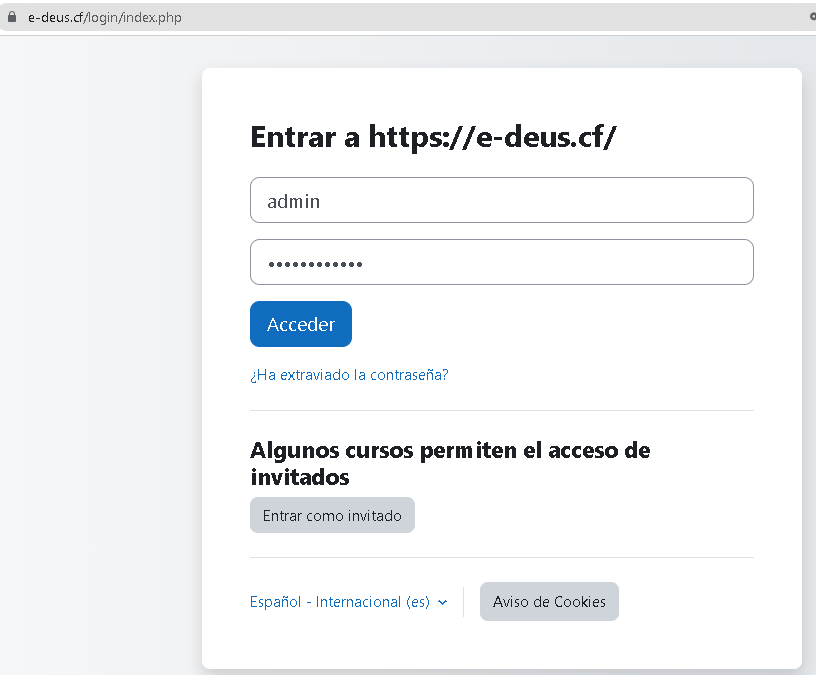 e-deus.cf/login/index.php
Entrar a https://e-deus.cf/
admin
••••••••••••
Acceder
¿Ha extraviado la contraseña?
Algunos cursos permiten el acceso de
invitados
Entrar como invitado
Español - Internacional (es)
Aviso de Cookies